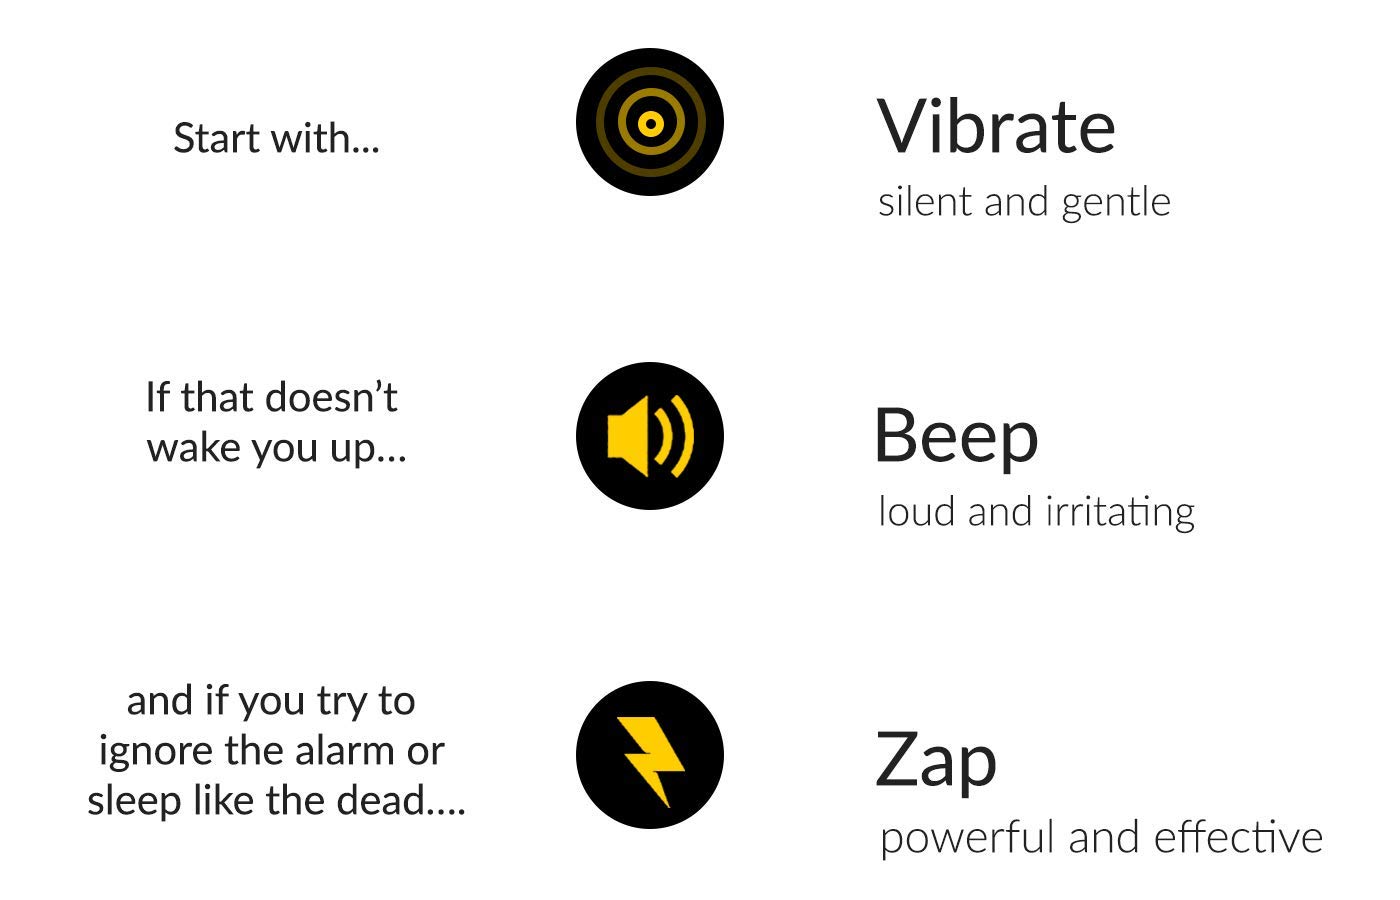 Start with...
Vibrate
silent and gentle
If that doesn’t
wake you up...
Beep
loud and irritating
and if you try to
ignore the alarm or
sleep like the dead....
Zap
powerful and effective